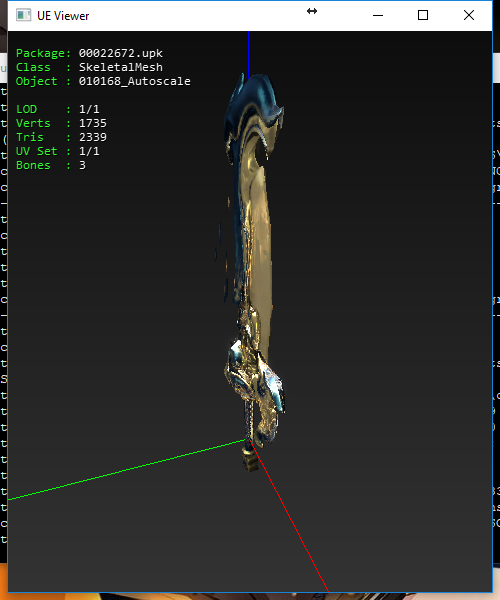 UE Viewer
Package: 00022672.upk
Class : SkeletalMesh
Object : 010168_Autoscale
LOD : 1/1
Verts : 1735
Tris : 2339
UV Set : 1/1
Bones : 3